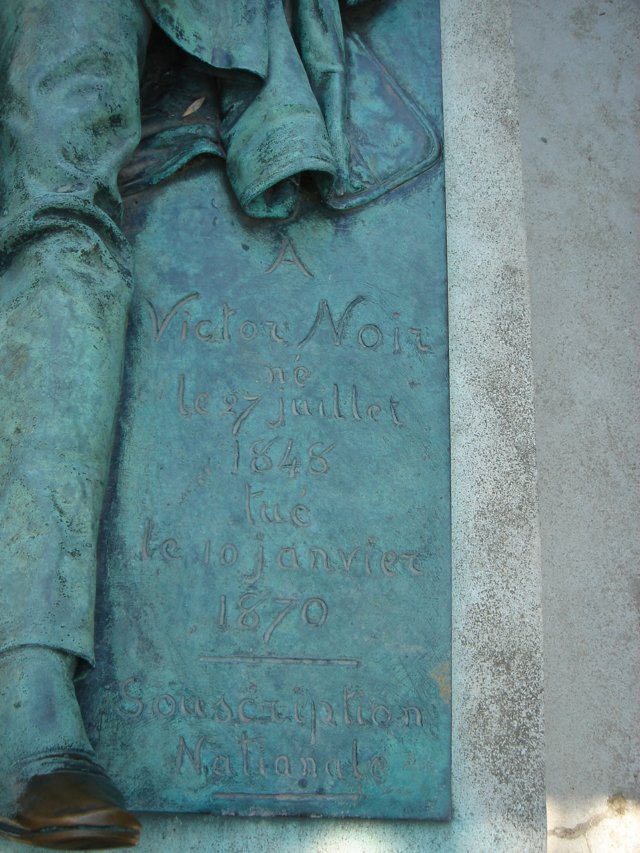 A
Victor Noir
né
le 27 juillet
1848
tué
le 10 janvier
1870
Souscription
Nationale